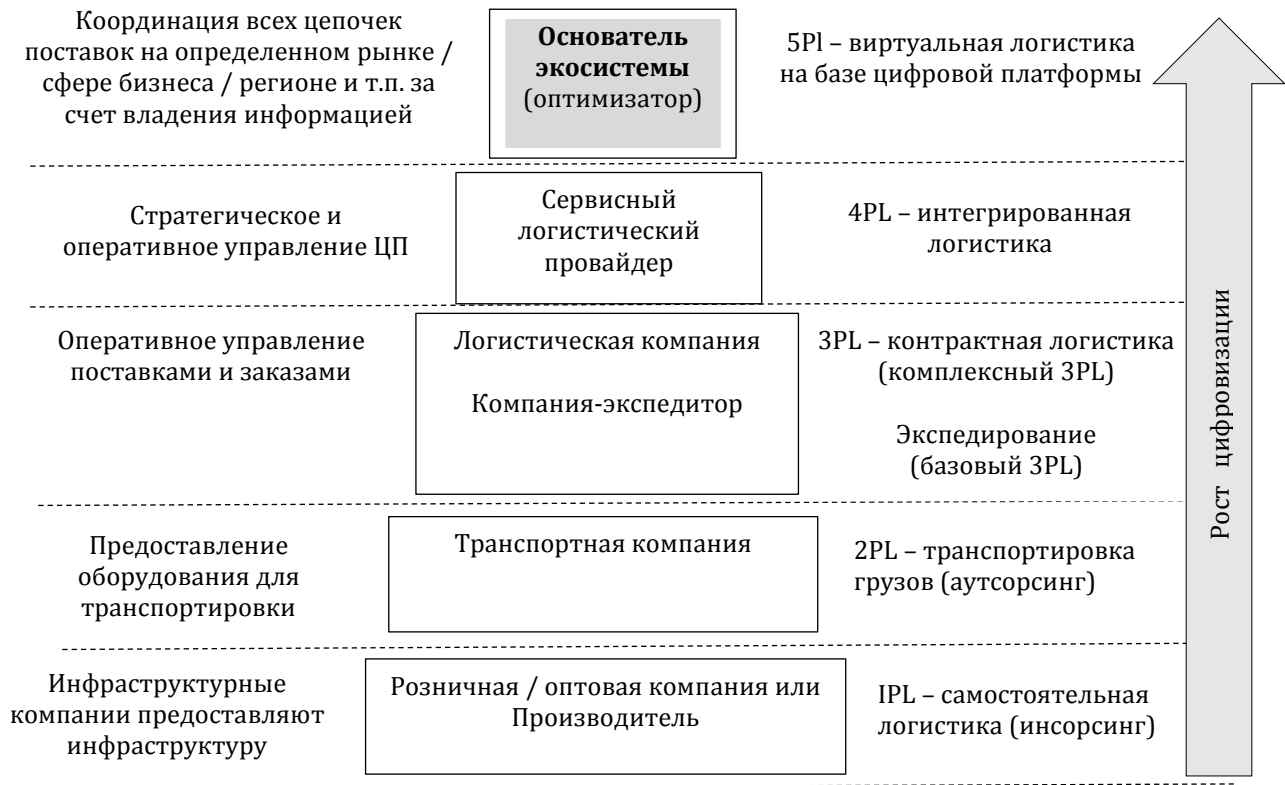 Координация всех цепочек
поставок на определенном рынке /
сфере бизнеса / регионе и т.п. за
счет владения информацией
Основатель
экосистемы
(оптимизатор)
5Pl – виртуальная логистика
на базе цифровой платформы
Стратегическое и
оперативное управление ЦП
Сервисный
логистический
провайдер
4PL – интегрированная
логистика
Оперативное управление
поставками и заказами
Логистическая компания
Компания-экспедитор
3PL – контрактная логистика
(комплексный 3PL)
Экспедирование
(базовый 3PL)
Предоставление
оборудования для
транспортировки
Транспортная компания
2PL – транспортировка
грузов (аутсорсинг)
Инфраструктурные
компании предоставляют
инфраструктуру
Розничная / оптовая компания или
Производитель
IPL – самостоятельная
логистика (инсорсинг)
Рост цифровизации